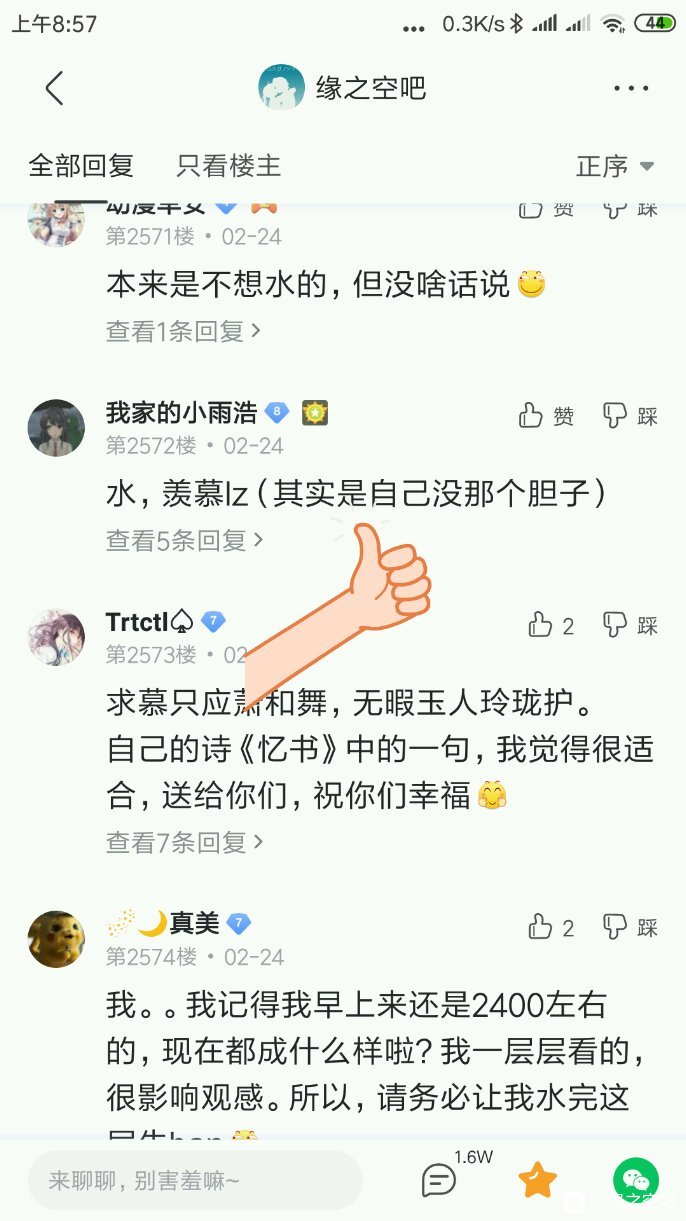 上午8:57
... 0.3K/s 44
缘之空吧
全部回复 只看楼主 正序
赞 踩
第2571楼 • 02-24
本来是不想水的，但没啥话说
查看1条回复
我家的小雨浩 8 赞 踩
第2572楼 • 02-24
水，羡慕lz（其实是自己没那个胆子）
查看5条回复
Trtctl♤ 7 2 踩
第2573楼 • 02
求慕只应萧和舞，无暇玉人玲珑护。
自己的诗《忆书》中的一句，我觉得很适
合，送给你们，祝你们幸福
查看7条回复
真美 7 2 踩
第2574楼 • 02-24
我。。我记得我早上来还是2400左右
的，现在都成什么样啦？我一层层看的，
很影响观感。所以，请务必让我水完这
来聊聊，别害羞嘛~
1.6W